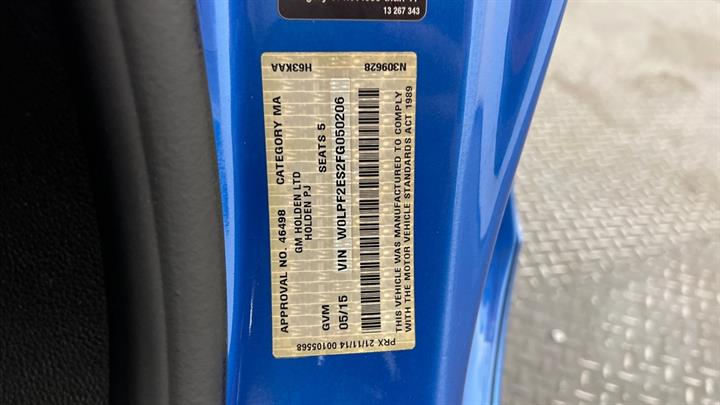 13 267 343
APPROVAL NO. 46498 CATEGORY MA
GM HOLDEN LTD
HOLDEN PJ
GVM SEATS 5
05/15 VIN W0LPF2ES2FG050206
THIS VEHICLE WAS MANUFACTURED TO COMPLY
WITH THE MOTOR VEHICLE STANDARDS ACT 1989
H63KAA N309628
PRX 21/11/14 00105568